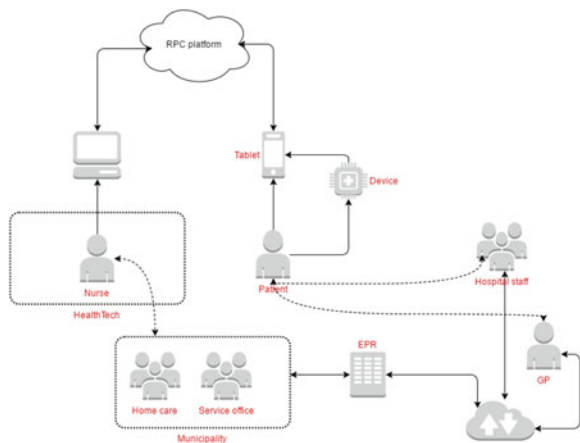 RPC platform
Tablet
Device
Nurse
HealthTech
Patient
Hospital staff
EPR
GP
Home care
Service office
Municipality